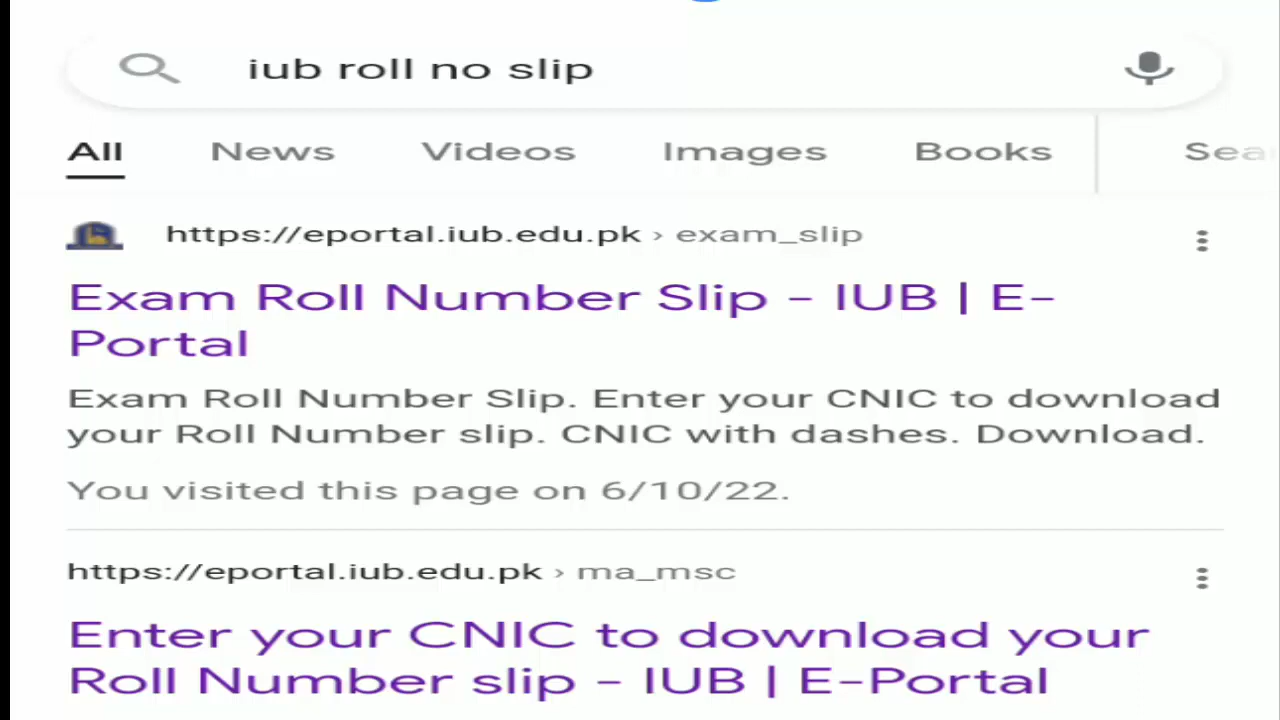 iub roll no slip
All News Videos Images Books
https://eportal.iub.edu.pk › exam_slip
Exam Roll Number Slip - IUB | E-
Portal
Exam Roll Number Slip. Enter your CNIC to download
your Roll Number slip. CNIC with dashes. Download.
You visited this page on 6/10/22.
https://eportal.iub.edu.pk › ma_msc
Enter your CNIC to download your
Roll Number slip - IUB | E-Portal